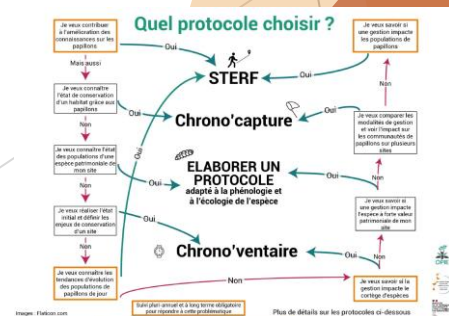 Quel protocole choisir ?
Je veux contribuer
à l'amélioration des
connaissances sur les
papillons
Oui
Mais aussi
Je veux connaître
l'état de conservation
d'un habitat grâce aux
papillons
Oui
Non
Je veux connaître l'état
des populations d'une
espèce patrimoniale de
mon site
Oui
Non
Je veux réaliser l'état
initial et définir les
enjeux de conservation
d'un site
Oui
Non
Je veux connaître les
tendances d'évolution
des populations de
papillons de jour
Oui
Non
STERF
Chrono'capture
ELABORER UN
PROTOCOLE
adapté à la phénologie et
à l'écologie de l'espèce
Chrono'ventaire
Je veux savoir si
une gestion impacte
les populations de
papillons
Oui
Non
Je veux comparer les
modalités de gestion
et voir l'impact sur
les communautés de
papillons sur plusieurs
sites
Oui
Non
Je veux savoir si
une gestion impacte
l'espèce à forte valeur
patrimoniale de mon
site
Oui
Non
Je veux savoir si la
gestion impacte le
cortège d'espèces
Oui
Suivi pluri annuel et à long terme obligatoire
pour répondre à cette problématique
Images : Flaticon.com
Plus de détails sur les protocoles ci-dessous